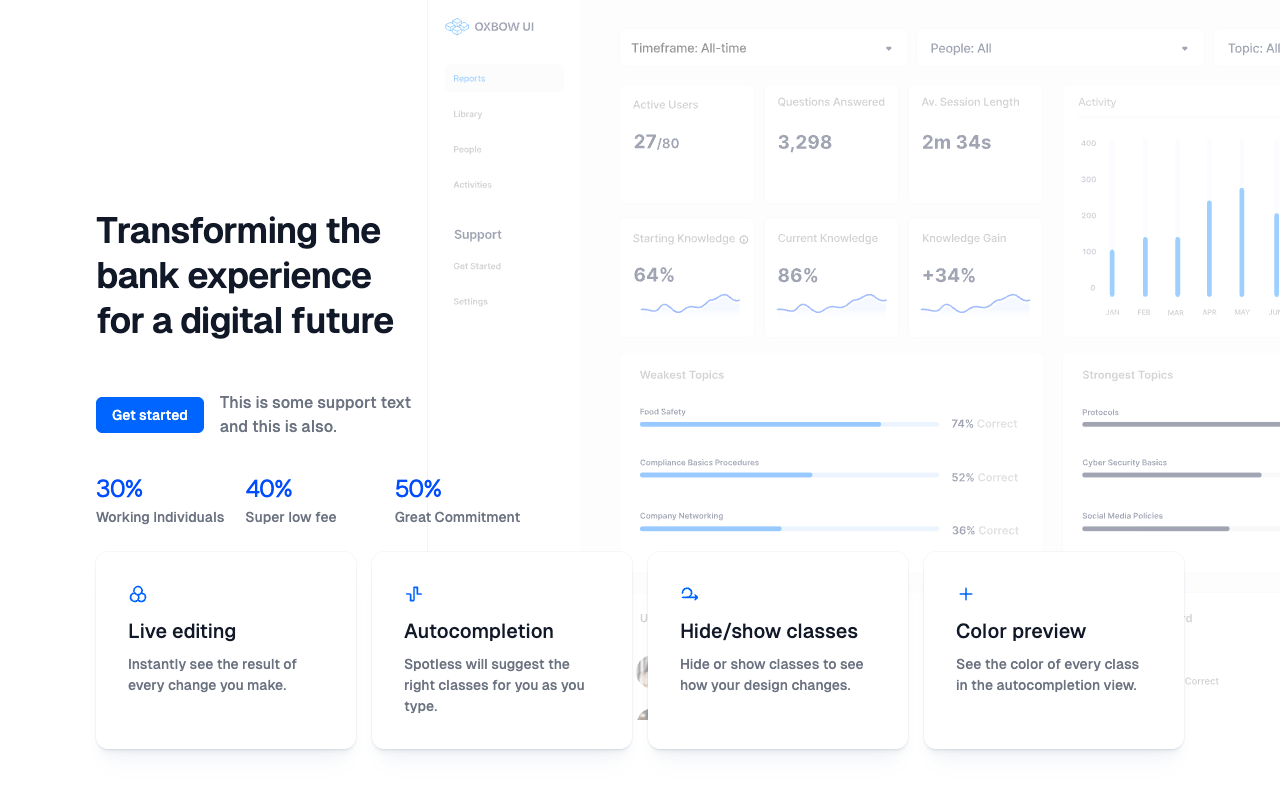 OXBOW UI
Reports
Library
People
Activities
Support
Get Started
Settings
Timeframe: All-time
People: All
Topic: All
Active Users
27/80
Questions Answered
3,298
Av. Session Length
2m 34s
Starting Knowledge
64%
Current Knowledge
86%
Knowledge Gain
+34%
Activity
400
300
200
100
0
JAN
FEB
MAR
APR
MAY
JUN
Weakest Topics
Food Safety
74% Correct
Compliance Basics Procedures
52% Correct
Company Networking
36% Correct
Strongest Topics
Protocols
Cyber Security Basics
Social Media Policies
Correct
Transforming the
bank experience
for a digital future
Get started
This is some support text
and this is also.
30%
Working Individuals
40%
Super low fee
50%
Great Commitment
Live editing
Instantly see the result of
every change you make.
Autocompletion
Spotless will suggest the
right classes for you as you
type.
Hide/show classes
Hide or show classes to see
how your design changes.
Color preview
See the color of every class
in the autocompletion view.